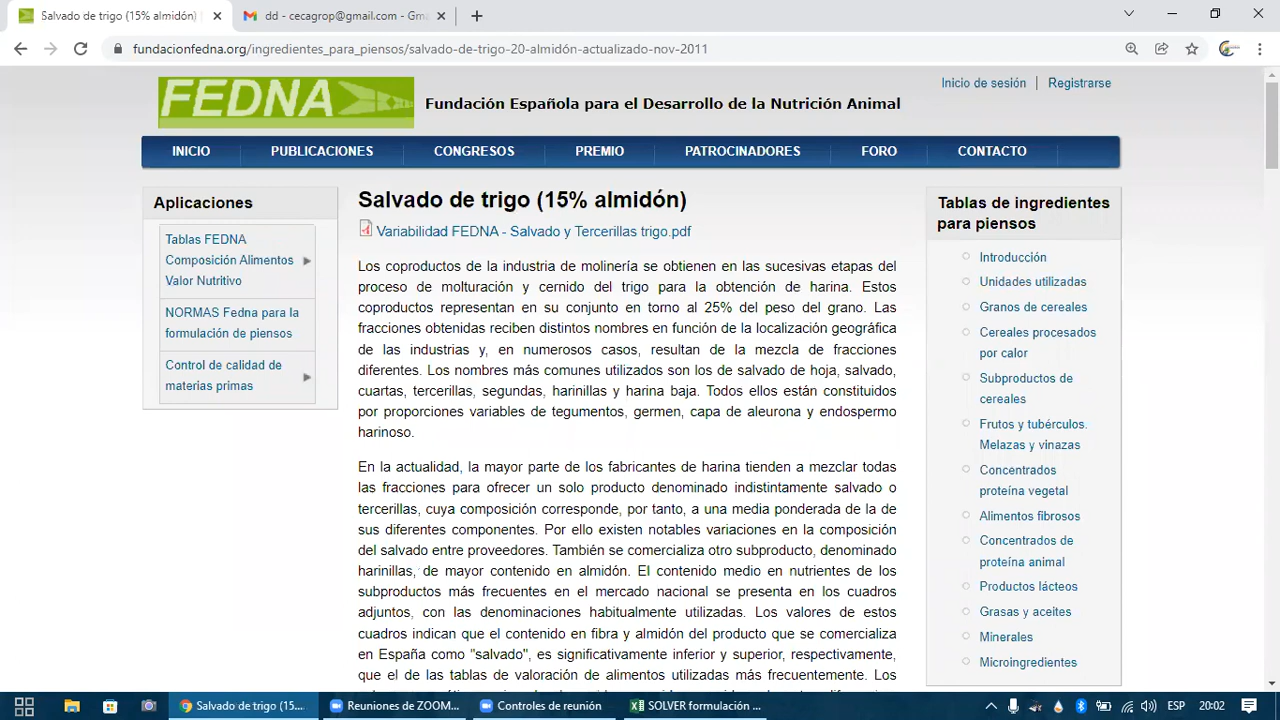 Salvado de trigo (15% almidón)
dd - cecagrop@gmail.com - Gma
fundacionfedna.org/ingredientes_para_piensos/salvado-de-trigo-20-almidón-actualizado-nov-2011
FEDNA
Fundación Española para el Desarrollo de la Nutrición Animal
Inicio de sesión | Registrarse
INICIO PUBLICACIONES CONGRESOS PREMIO PATROCINADORES FORO CONTACTO
Aplicaciones
Tablas FEDNA
Composición Alimentos
Valor Nutritivo
NORMAS Fedna para la
formulación de piensos
Control de calidad de
materias primas
Salvado de trigo (15% almidón)
Variabilidad FEDNA - Salvado y Tercerillas trigo.pdf
Los coproductos de la industria de molinería se obtienen en las sucesivas etapas del
proceso de molturación y cernido del trigo para la obtención de harina. Estos
coproductos representan en su conjunto en torno al 25% del peso del grano. Las
fracciones obtenidas reciben distintos nombres en función de la localización geográfica
de las industrias y, en numerosos casos, resultan de la mezcla de fracciones
diferentes. Los nombres más comunes utilizados son los de salvado de hoja, salvado,
cuartas, tercerillas, segundas, harinillas y harina baja. Todos ellos están constituidos
por proporciones variables de tegumentos, germen, capa de aleurona y endospermo
harinoso.
En la actualidad, la mayor parte de los fabricantes de harina tienden a mezclar todas
las fracciones para ofrecer un solo producto denominado indistintamente salvado o
tercerillas, cuya composición corresponde, por tanto, a una media ponderada de la de
sus diferentes componentes. Por ello existen notables variaciones en la composición
del salvado entre proveedores. También se comercializa otro subproducto, denominado
harinillas, de mayor contenido en almidón. El contenido medio en nutrientes de los
subproductos más frecuentes en el mercado nacional se presenta en los cuadros
adjuntos, con las denominaciones habitualmente utilizadas. Los valores de estos
cuadros indican que el contenido en fibra y almidón del producto que se comercializa
en España como "salvado", es significativamente inferior y superior, respectivamente,
que el de las tablas de valoración de alimentos utilizadas más frecuentemente. Los
Tablas de ingredientes
para piensos
Introducción
Unidades utilizadas
Granos de cereales
Cereales procesados
por calor
Subproductos de
cereales
Frutos y tubérculos.
Melazas y vinazas
Concentrados
proteína vegetal
Alimentos fibrosos
Concentrados de
proteína animal
Productos lácteos
Grasas y aceites
Minerales
Microingredientes
Salvado de trigo (15....
Reuniones de ZOOM...
Controles de reunión
SOLVER formulación ...
ESP
20:02